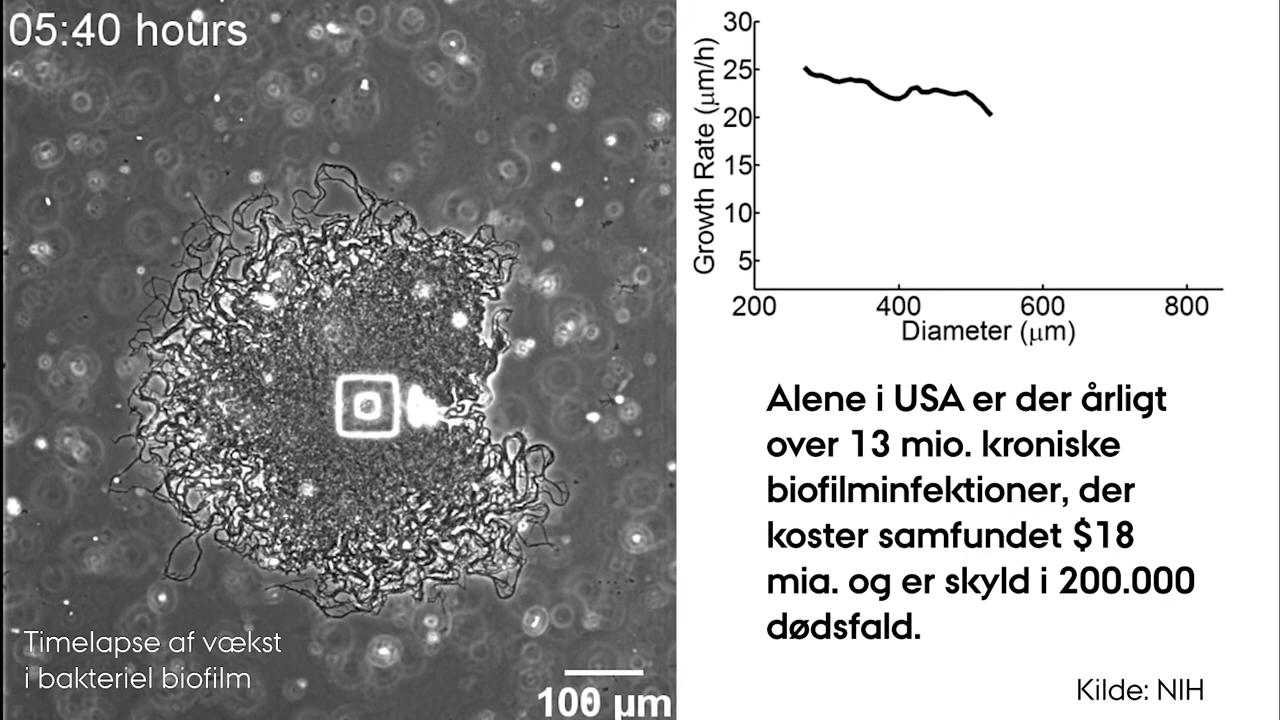 05:40 hours
Timelapse af vækst
i bakteriel biofilm
100 µm
Growth Rate (µm/h)
30
25
20
15
10
5
200 400 600 800
Diameter (µm)
Alene i USA er der årligt
over 13 mio. kroniske
biofilminfektioner, der
koster samfundet $18
mia. og er skyld i 200.000
dødsfald.
Kilde: NIH